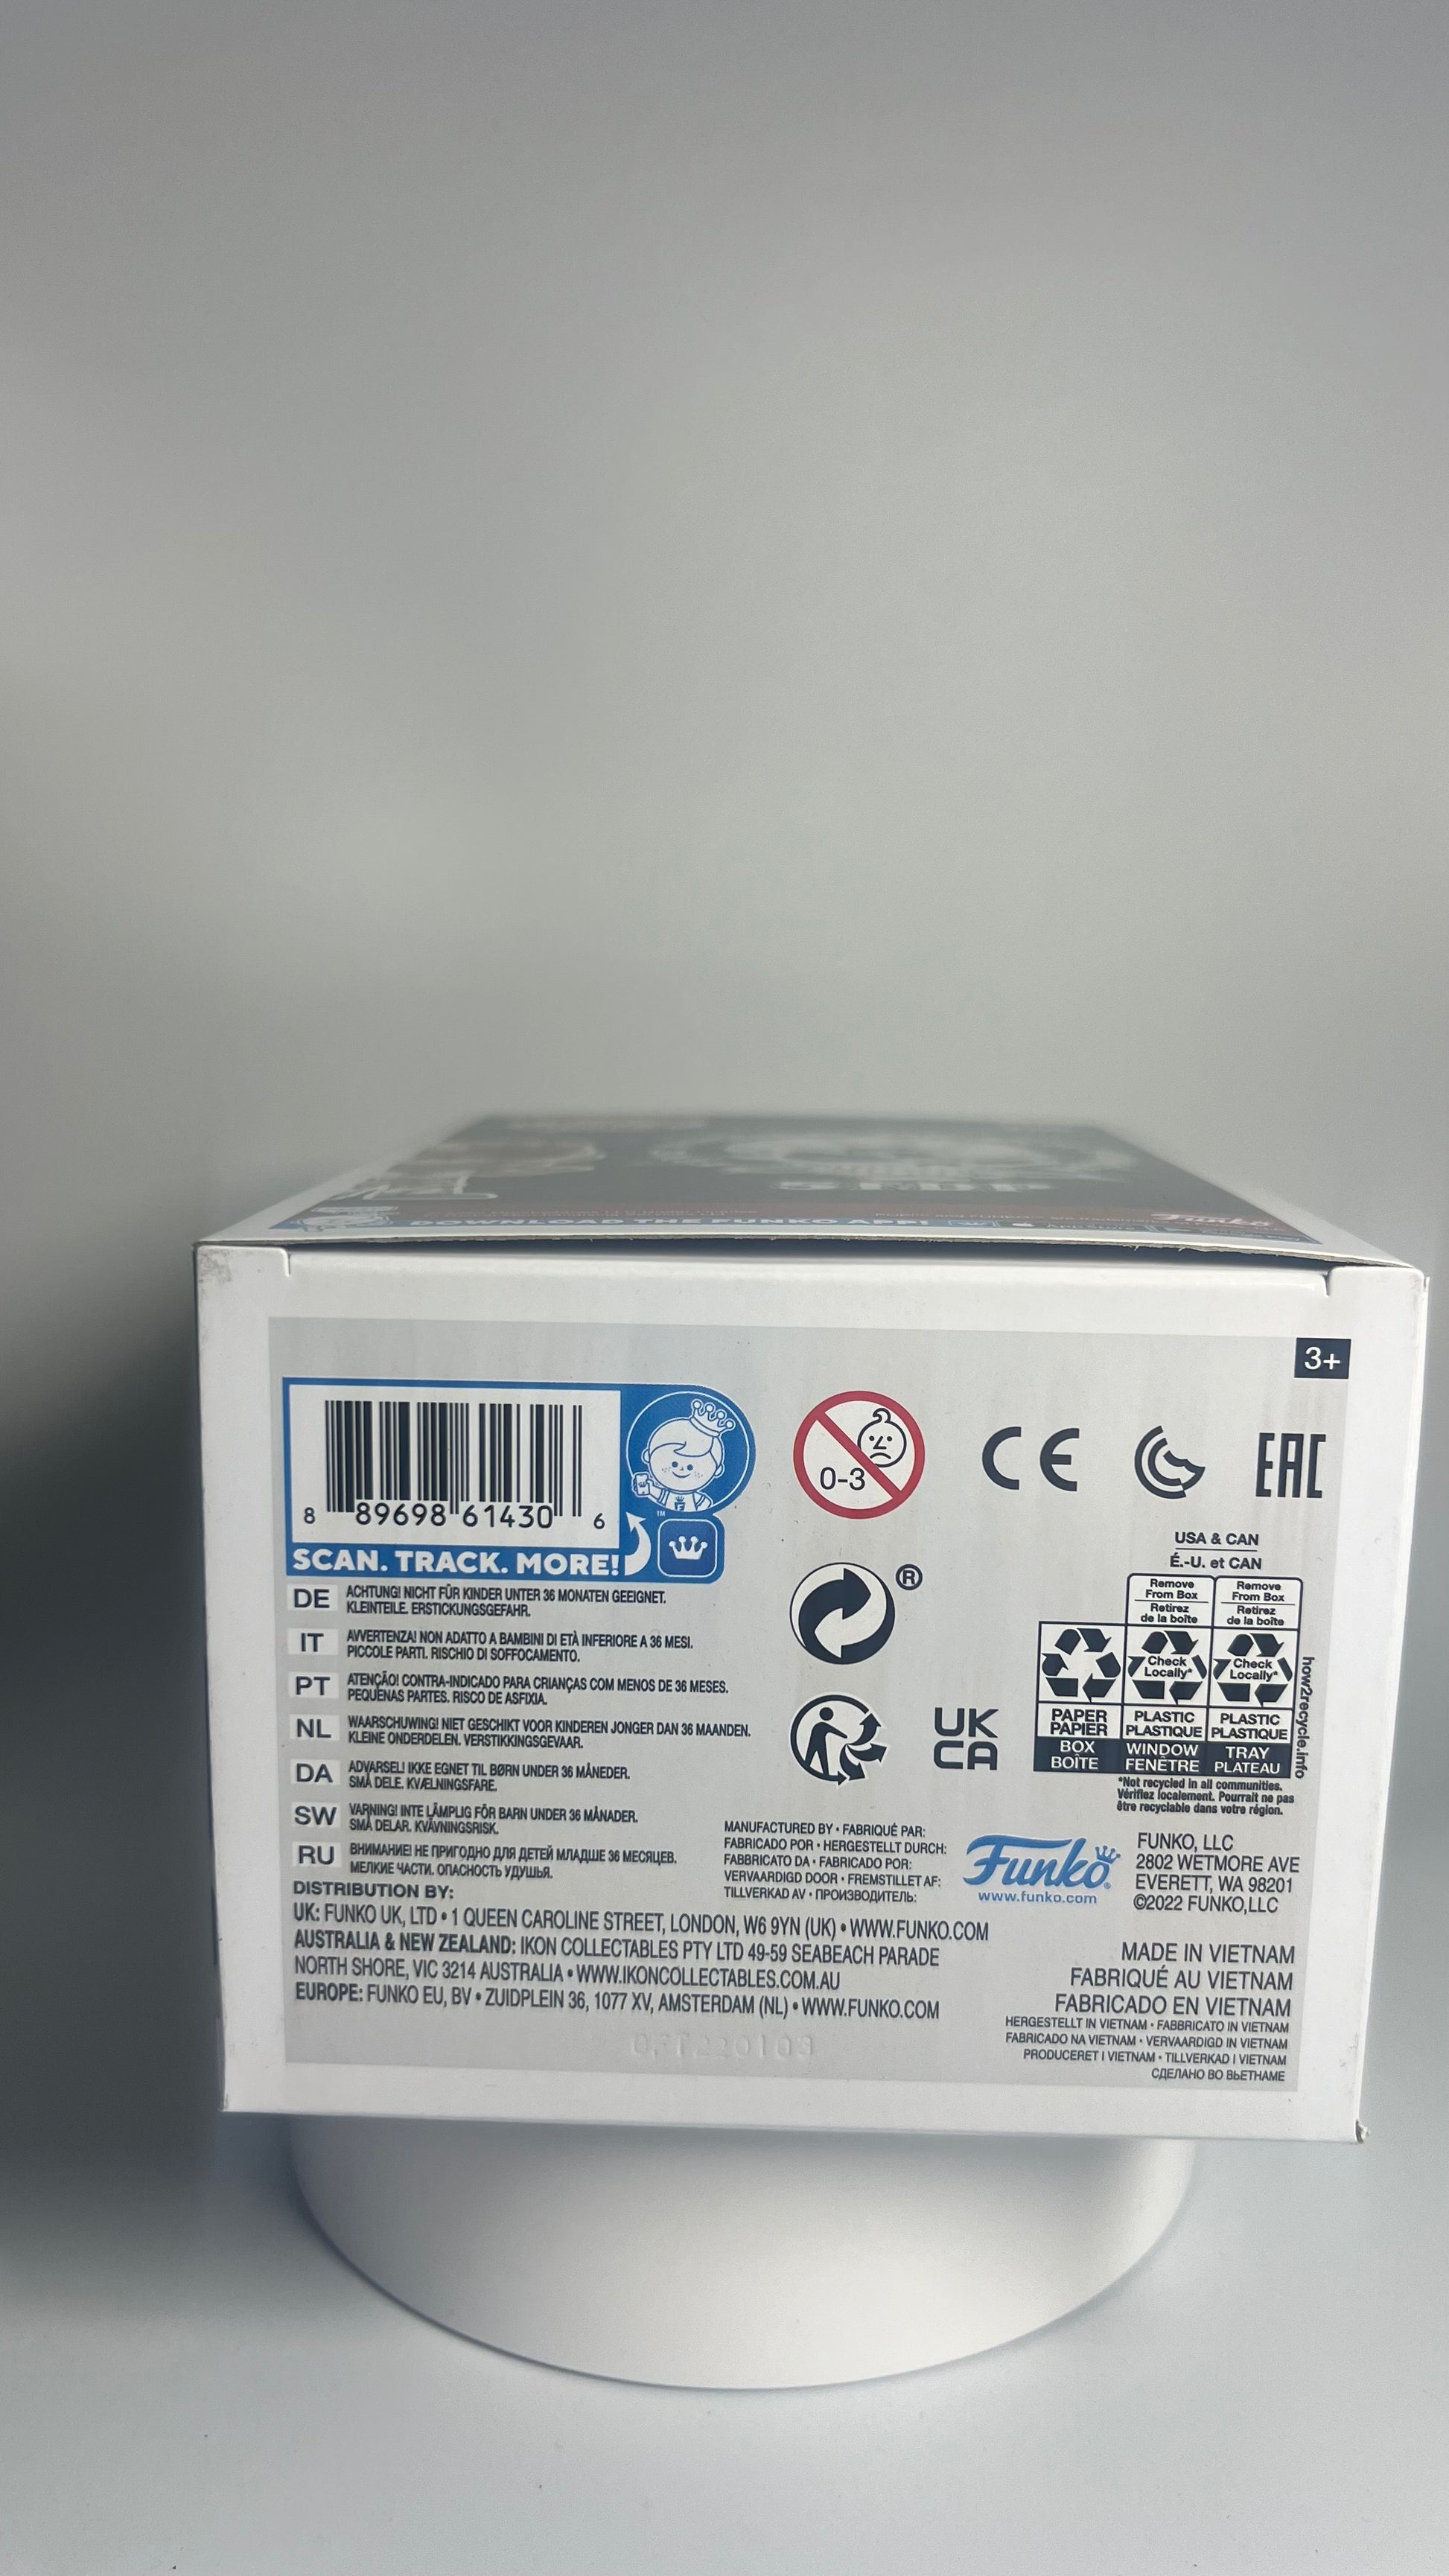 5FDP
DOWNLOAD THE FUNKO APP!
Funko
3+
8 89698 61430 6
™
SCAN. TRACK. MORE!
0-3
CE
EAC
®
UK
CA
USA & CAN
É.-U. et CAN
Remove
From Box
Retirez
de la boîte
Remove
From Box
Retirez
de la boîte
Check
Locally*
Check
Locally*
PAPER
PAPIER
PLASTIC
PLASTIQUE
PLASTIC
PLASTIQUE
BOX
BOÎTE
WINDOW
FENÊTRE
TRAY
PLATEAU
how2recycle.info
*Not recycled in all communities.
Vérifiez localement. Pourrait ne pas
être recyclable dans votre région.
DE ACHTUNG! NICHT FÜR KINDER UNTER 36 MONATEN GEEIGNET.
KLEINTEILE. ERSTICKUNGSGEFAHR.
IT AVVERTENZA! NON ADATTO A BAMBINI DI ETÀ INFERIORE A 36 MESI.
PICCOLE PARTI. RISCHIO DI SOFFOCAMENTO.
PT ATENÇÃO! CONTRA-INDICADO PARA CRIANÇAS COM MENOS DE 36 MESES.
PEQUENAS PARTES. RISCO DE ASFIXIA.
NL WAARSCHUWING! NIET GESCHIKT VOOR KINDEREN JONGER DAN 36 MAANDEN.
KLEINE ONDERDELEN. VERSTIKKINGSGEVAAR.
DA ADVARSEL! IKKE EGNET TIL BØRN UNDER 36 MÅNEDER.
SMÅ DELE. KVÆLNINGSFARE.
SW VARNING! INTE LÄMPLIG FÖR BARN UNDER 36 MÅNADER.
SMÅ DELAR. KVÄVNINGSRISK.
RU ВНИМАНИЕ! НЕ ПРИГОДНО ДЛЯ ДЕТЕЙ МЛАДШЕ 36 МЕСЯЦЕВ.
МЕЛКИЕ ЧАСТИ. ОПАСНОСТЬ УДУШЬЯ.
MANUFACTURED BY • FABRIQUÉ PAR:
FABRICADO POR • HERGESTELLT DURCH:
FABBRICATO DA • FABRICADO POR:
VERVAARDIGD DOOR • FREMSTILLET AF:
TILLVERKAD AV • ПРОИЗВОДИТЕЛЬ:
Funko®
www.funko.com
FUNKO, LLC
2802 WETMORE AVE
EVERETT, WA 98201
©2022 FUNKO,LLC
DISTRIBUTION BY:
UK: FUNKO UK, LTD • 1 QUEEN CAROLINE STREET, LONDON, W6 9YN (UK) • WWW.FUNKO.COM
AUSTRALIA & NEW ZEALAND: IKON COLLECTABLES PTY LTD 49-59 SEABEACH PARADE
NORTH SHORE, VIC 3214 AUSTRALIA • WWW.IKONCOLLECTABLES.COM.AU
EUROPE: FUNKO EU, BV • ZUIDPLEIN 36, 1077 XV, AMSTERDAM (NL) • WWW.FUNKO.COM
MADE IN VIETNAM
FABRIQUÉ AU VIETNAM
FABRICADO EN VIETNAM
HERGESTELLT IN VIETNAM • FABBRICATO IN VIETNAM
FABRICADO NA VIETNAM • VERVAARDIGD IN VIETNAM
PRODUCERET I VIETNAM • TILLVERKAD I VIETNAM
СДЕЛАНО ВО ВЬЕТНАМЕ